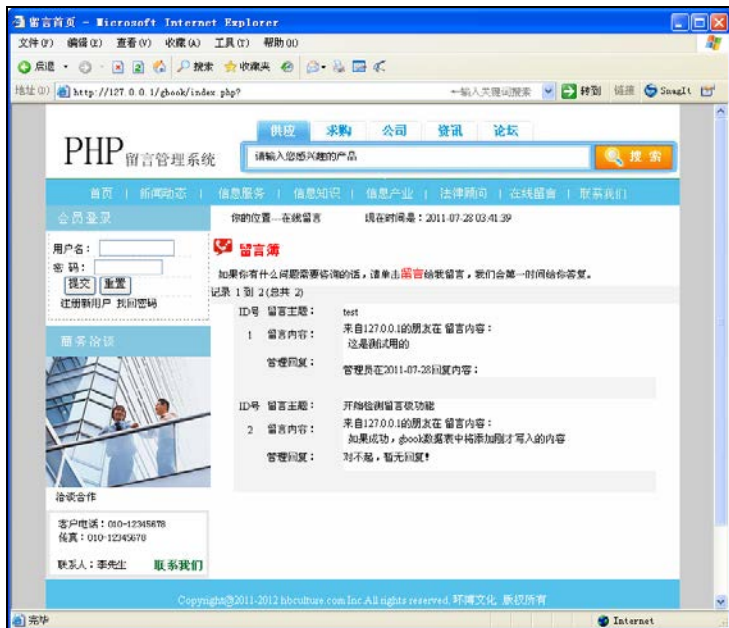 留言首页 - Microsoft Internet Explorer
文件(F) 编辑(E) 查看(V) 收藏(A) 工具(T) 帮助(H)
后退 搜索 收藏夹
地址(D) http://127.0.0.1/gbook/index.php? 输入关键词搜索 转到 链接 SnagIt
供应 求购 公司 资讯 论坛
PHP留言管理系统 请输入您感兴趣的产品 搜索
首页 | 新闻动态 | 信息服务 | 信息知识 | 信息产业 | 法律顾问 | 在线留言 | 联系我们
会员登录 你的位置---在线留言 现在时间是：2011-07-28 03:41:39
用户名：
密 码：
提交 重置
注册新用户 找回密码
留言薄
如果你有什么问题需要咨询的话，请单击留言给我留言，我们会第一时间给你答复。
记录 1 到 2 (总共 2)
ID号 留言主题： test
1 留言内容： 来自127.0.0.1的朋友在 留言内容：
这是测试用的
管理回复： 管理员在2011-07-28回复内容：
ID号 留言主题： 开始检测留言板功能
2 留言内容： 来自127.0.0.1的朋友在 留言内容：
如果成功，gbook数据表中将添加刚才写入的内容
管理回复： 对不起，暂无回复！
商务洽谈
洽谈合作
客户电话：010-12345678
传真：010-12345678
联系人：李先生 联系我们
Copyright@2011-2012 hbculture.com Inc.All rights reserved. 环博文化 版权所有
完毕 Internet